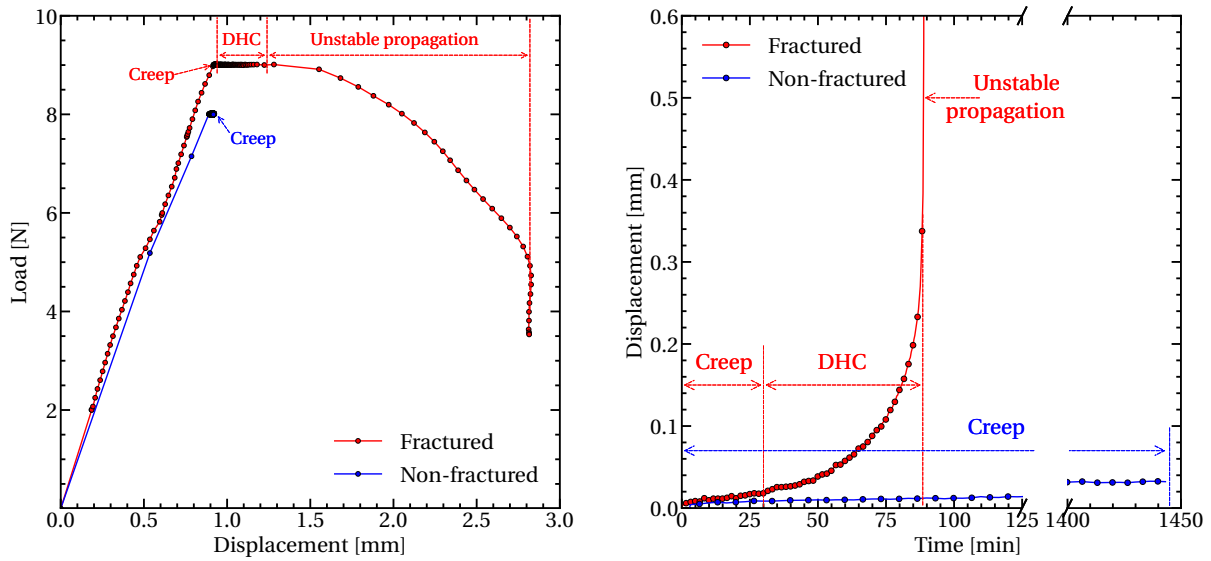 DHC
Unstable propagation
Creep
Creep
10
8
6
4
2
0
Load [N]
0.0
0.5
1.0
1.5
2.0
2.5
3.0
Displacement [mm]
Fractured
Non-fractured
Fractured
Non-fractured
Unstable
propagation
Creep
DHC
Creep
0.6
0.5
0.4
0.3
0.2
0.1
0.0
Displacement [mm]
0
25
50
75
100
125
1400
1450
Time [min]